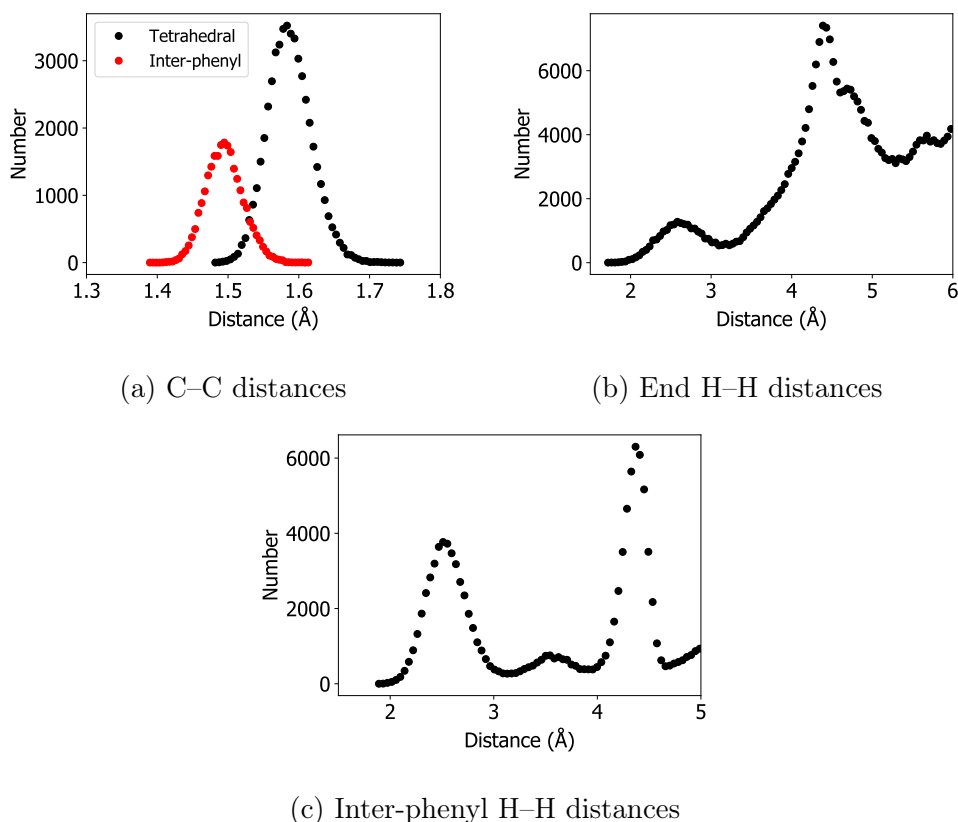 Tetrahedral
Inter-phenyl
Number
3000
2000
1000
0
1.3 1.4 1.5 1.6 1.7 1.8
Distance (Å)
(a) C–C distances
Number
6000
4000
2000
0
2 3 4 5 6
Distance (Å)
(b) End H–H distances
Number
6000
4000
2000
0
2 3 4 5
Distance (Å)
(c) Inter-phenyl H–H distances